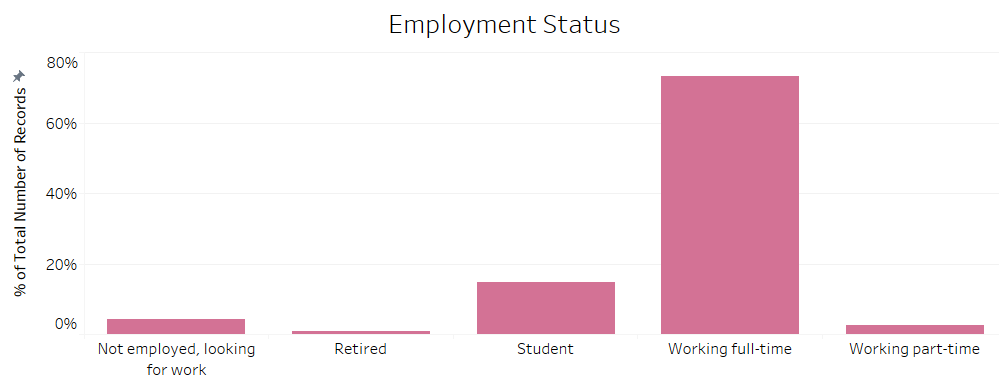 Employment Status
% of Total Number of Records
80%
60%
40%
20%
0%
Not employed, looking
for work
Retired
Student
Working full-time
Working part-time